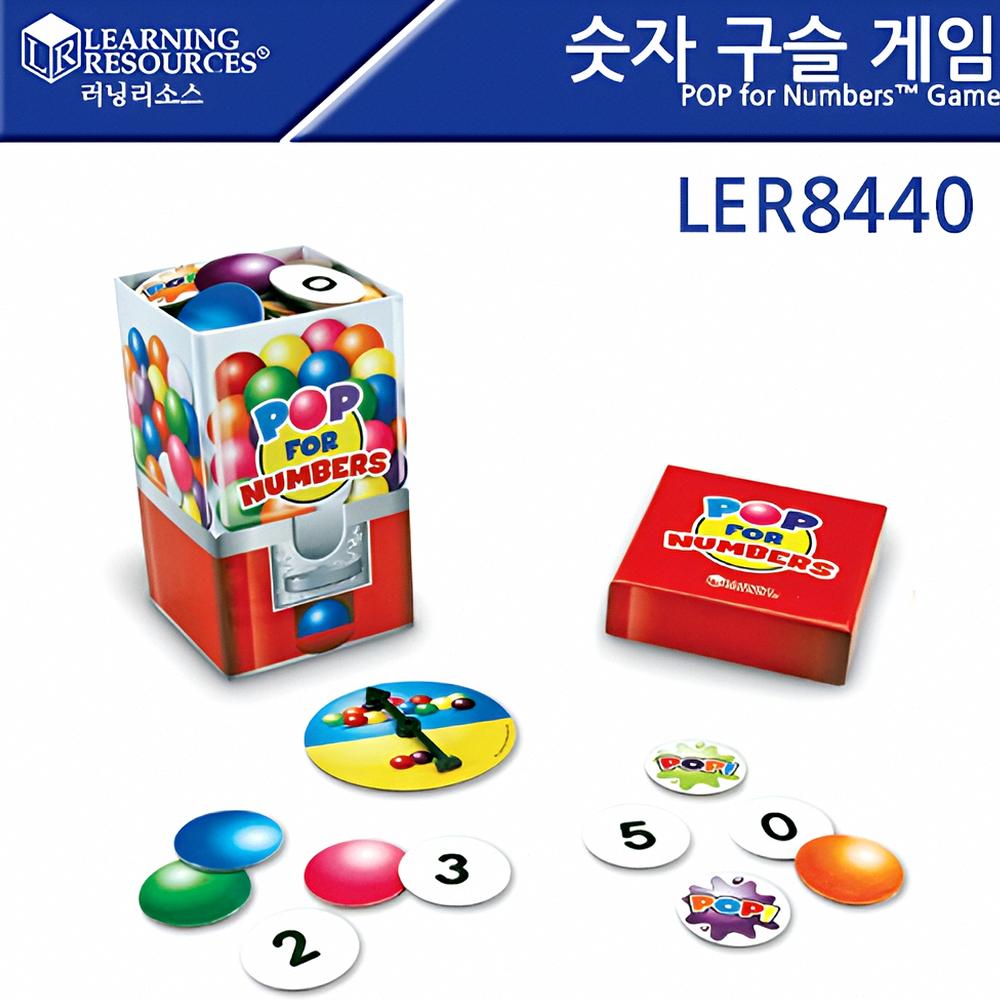 LEARNING
RESOURCES®
러닝리소스
숫자 구슬 게임
POP for Numbers™ Game
LER8440
0
POP
FOR
NUMBERS
POP
FOR
NUMBERS
POP!
5
0
3
POP!
2